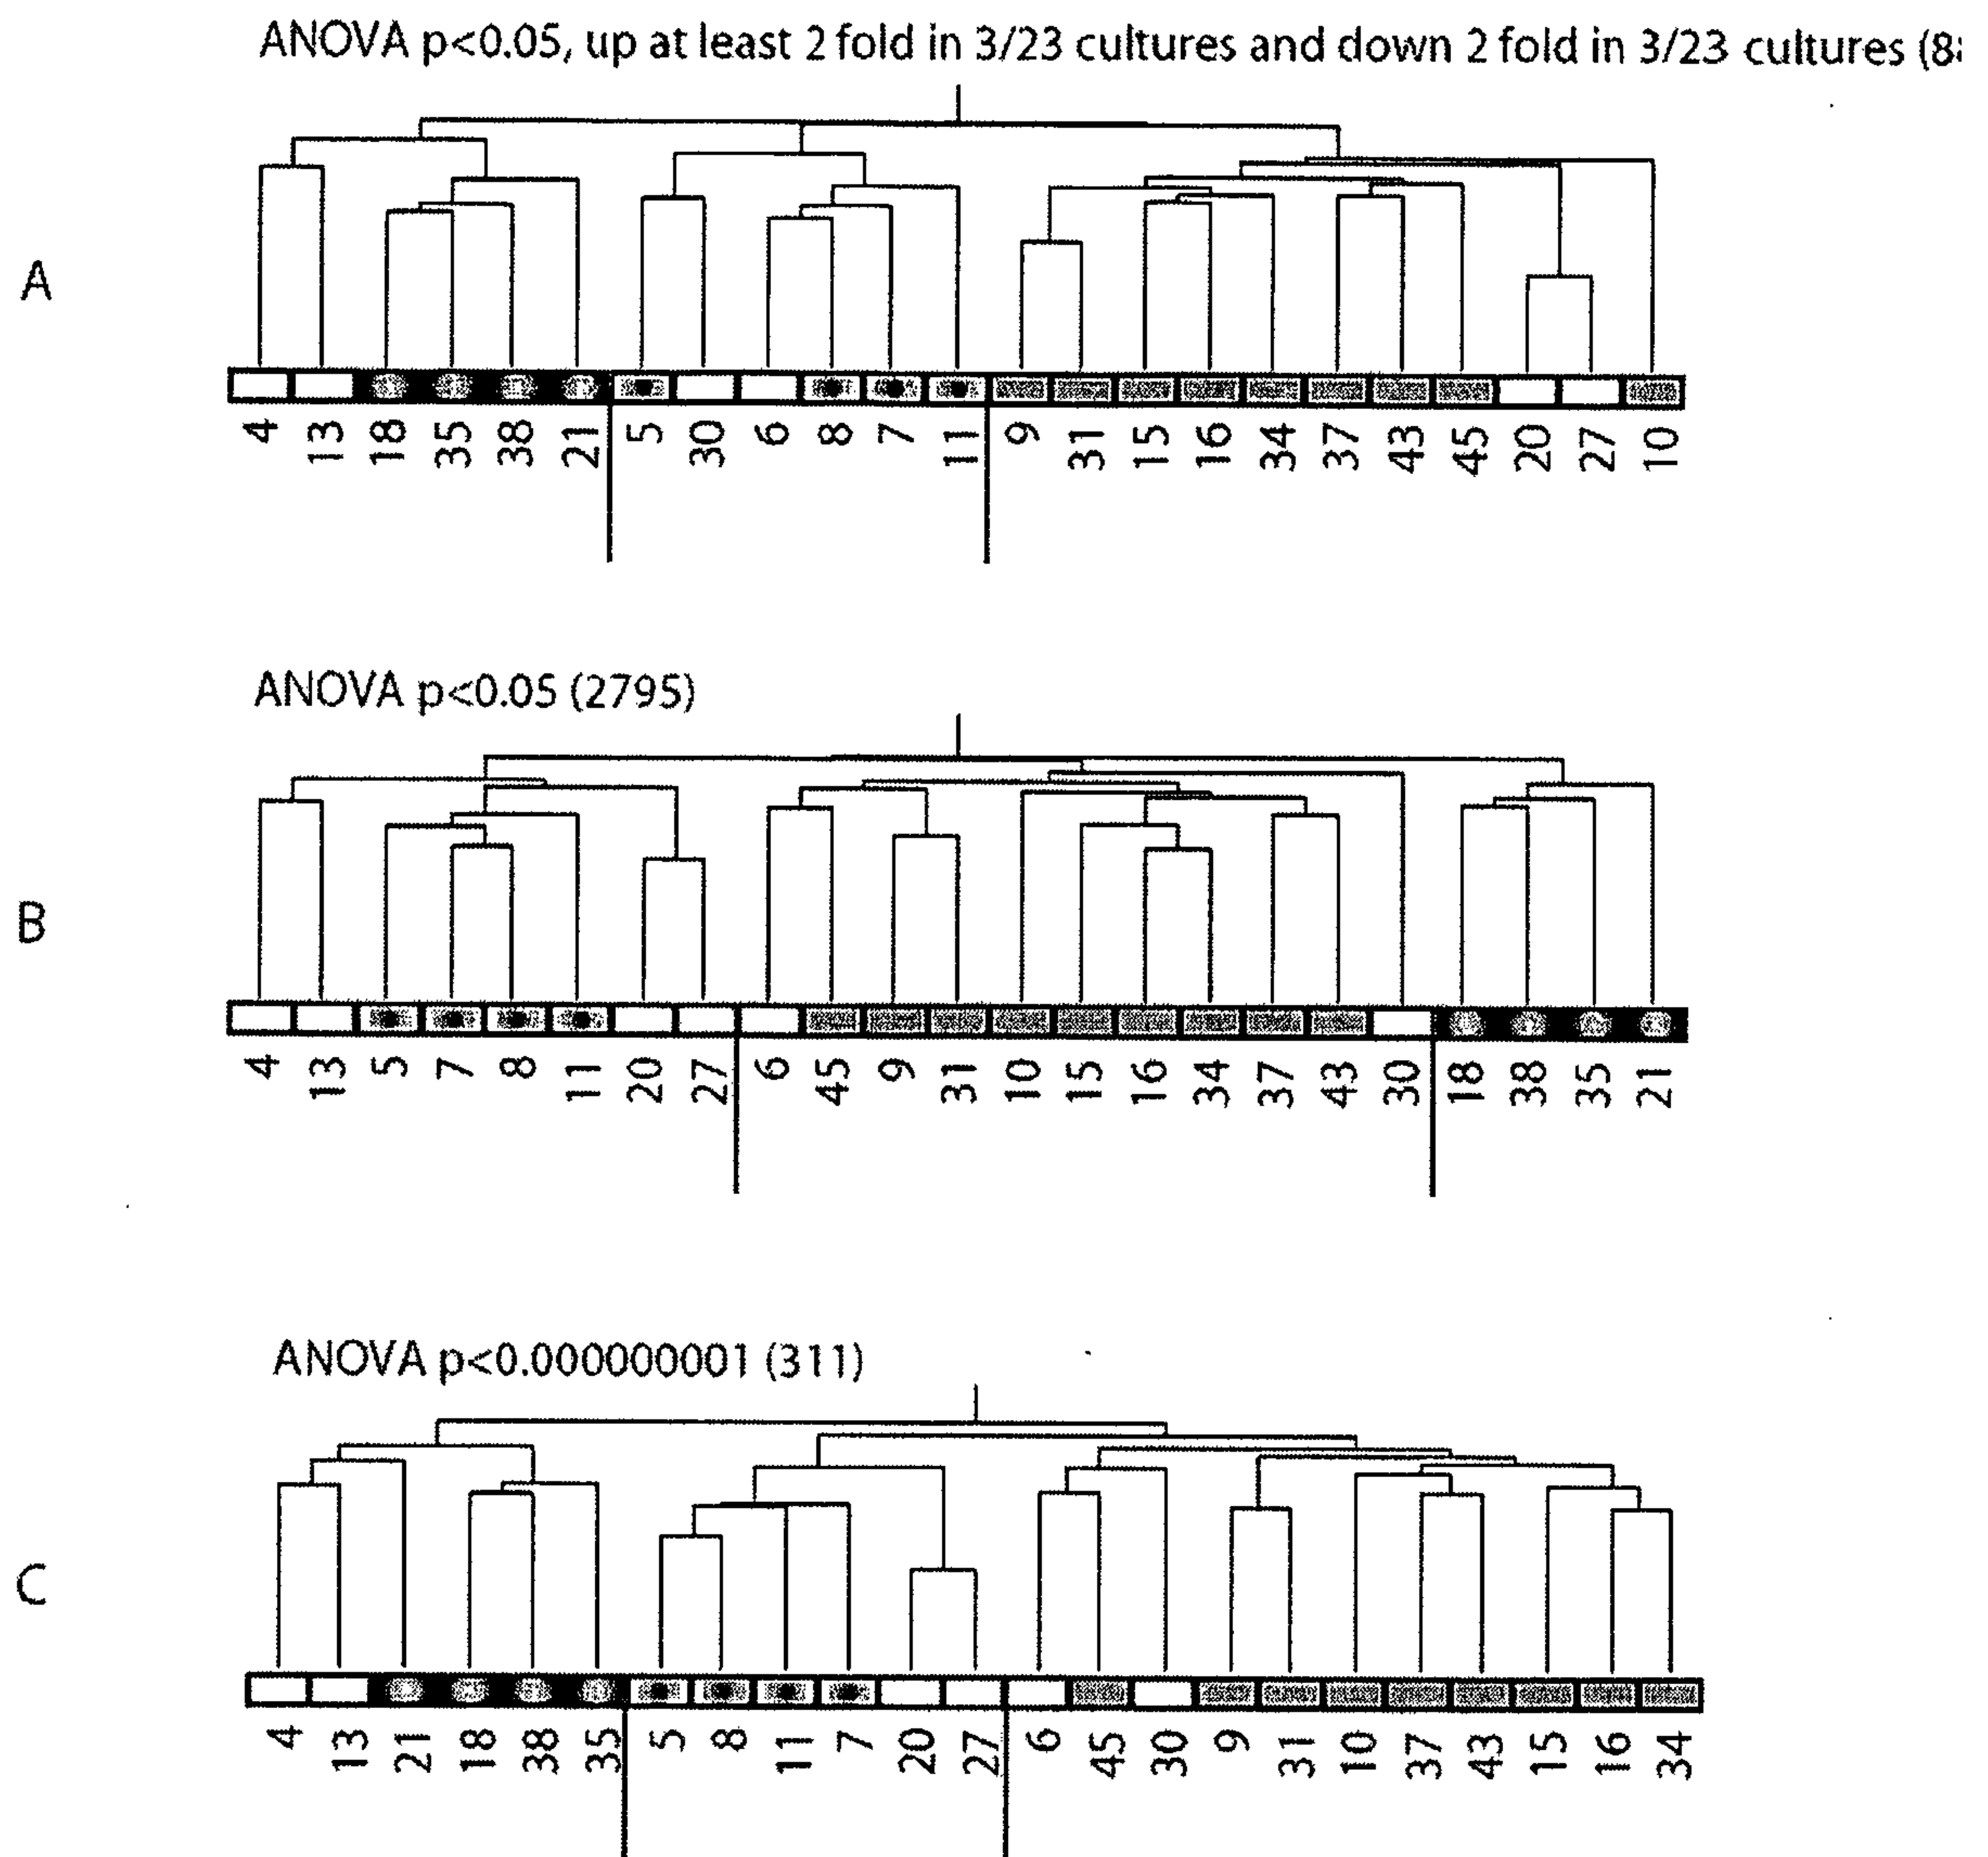 ANOVA p<0.05, up at least 2 fold in 3/23 cultures and down 2 fold in 3/23 cultures (8
A
4 13 18 35 38 21 5 30 6 8 7 11 9 31 15 16 34 37 43 45 20 27 10
ANOVA p<0.05 (2795)
B
4 13 5 7 8 11 20 27 6 45 9 31 10 15 16 34 37 43 30 18 38 35 21
ANOVA p<0.000000001 (311)
C
4 13 21 18 38 35 5 8 11 7 20 27 6 45 30 9 31 10 37 43 15 16 34